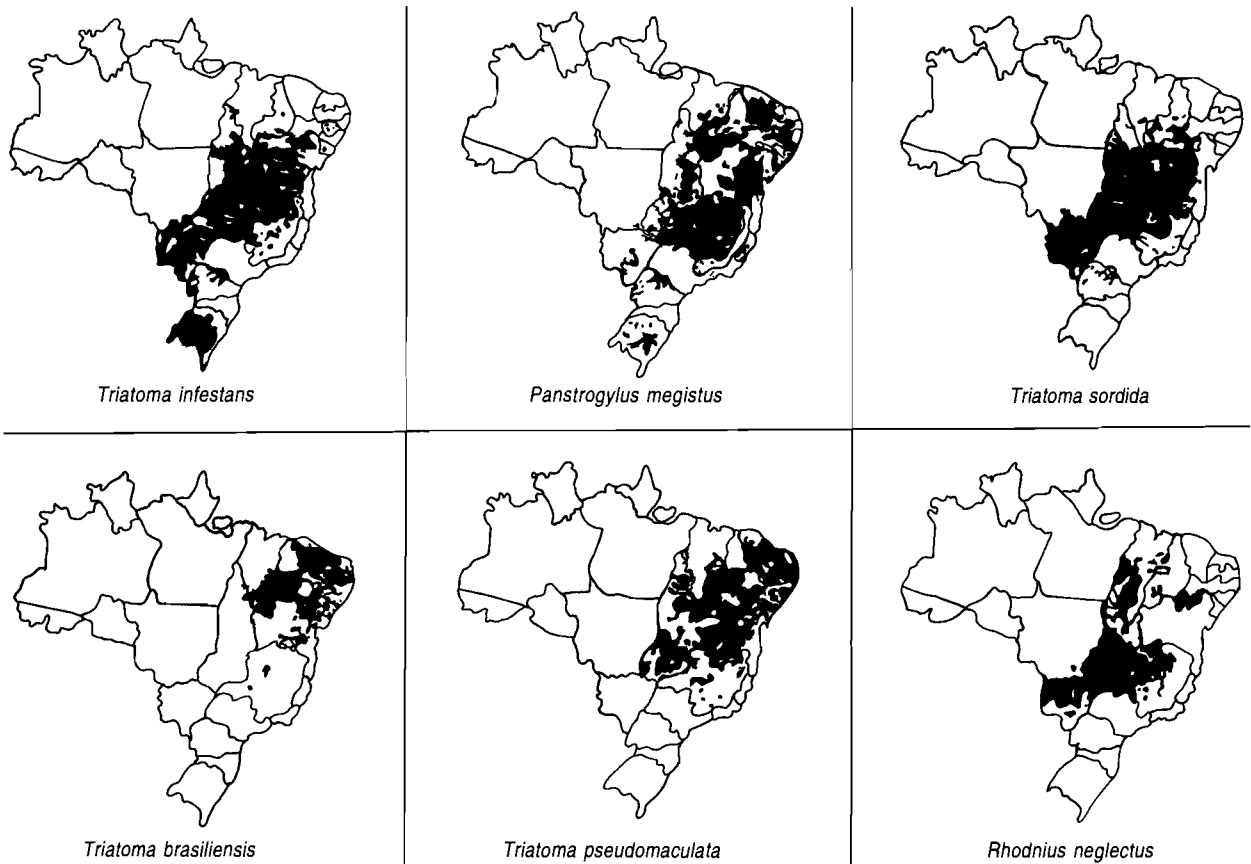 Triatoma infestans
Panstrogylus megistus
Triatoma sordida
Triatoma brasiliensis
Triatoma pseudomaculata
Rhodnius neglectus